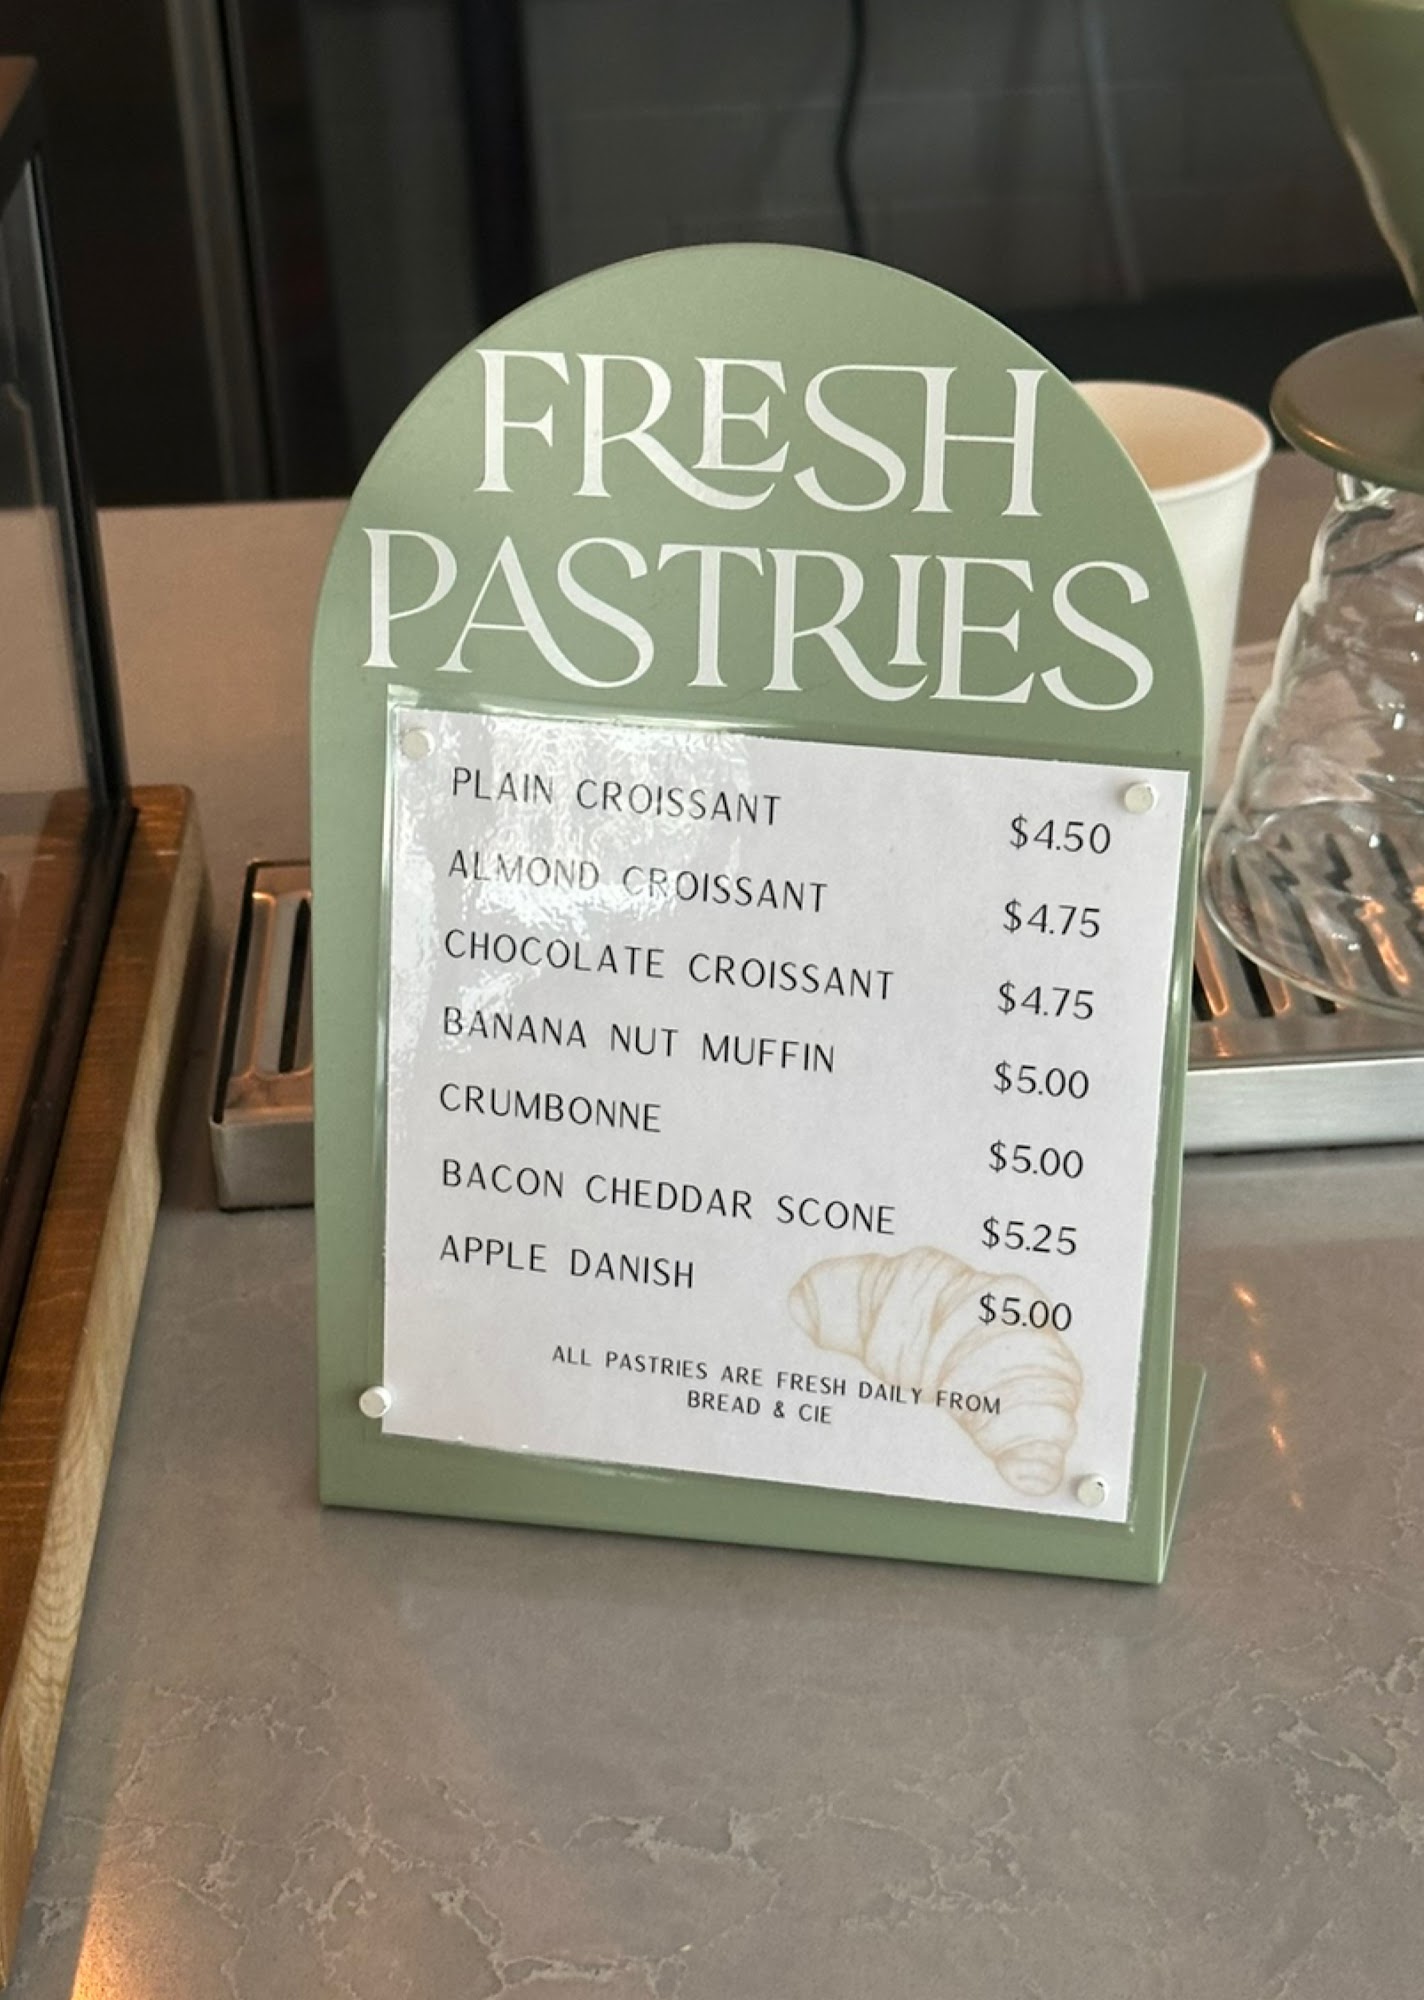 FRESH
PASTRIES
PLAIN CROISSANT $4.50
ALMOND CROISSANT $4.75
CHOCOLATE CROISSANT $4.75
BANANA NUT MUFFIN $5.00
CRUMBONNE $5.00
BACON CHEDDAR SCONE $5.25
APPLE DANISH $5.00
ALL PASTRIES ARE FRESH DAILY FROM
BREAD & CIE